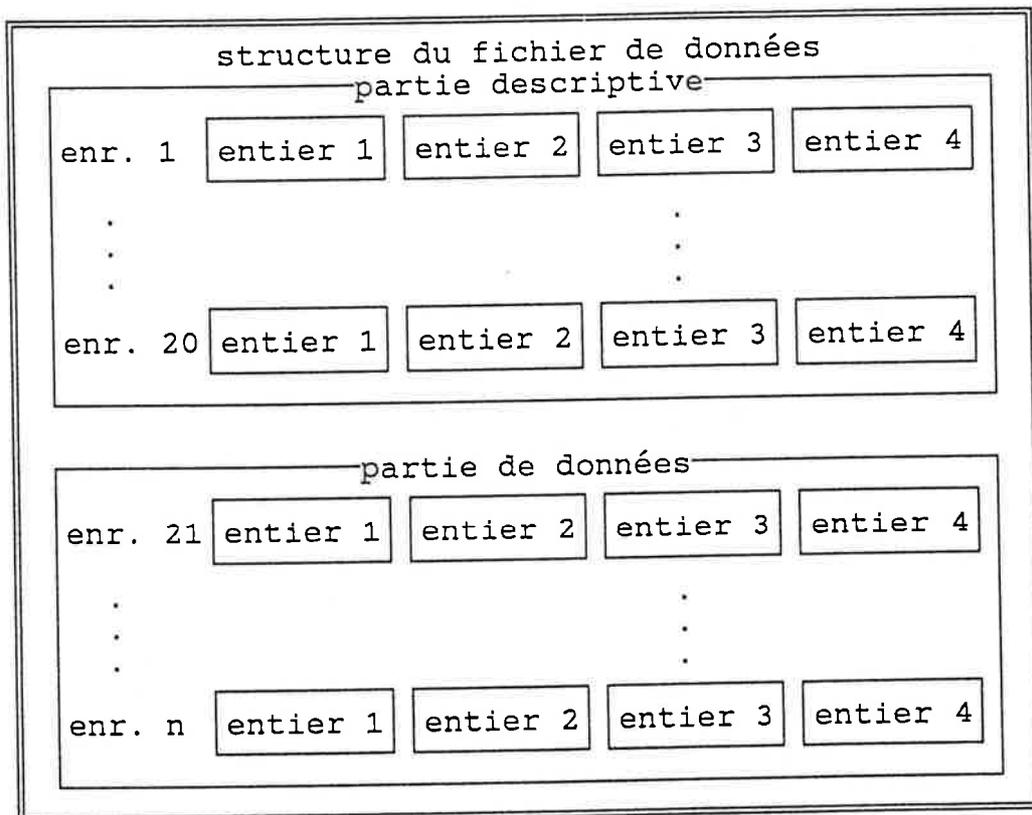 structure du fichier de données
partie descriptive
enr. 1 entier 1 entier 2 entier 3 entier 4
enr. 20 entier 1 entier 2 entier 3 entier 4
partie de données
enr. 21 entier 1 entier 2 entier 3 entier 4
enr. n entier 1 entier 2 entier 3 entier 4